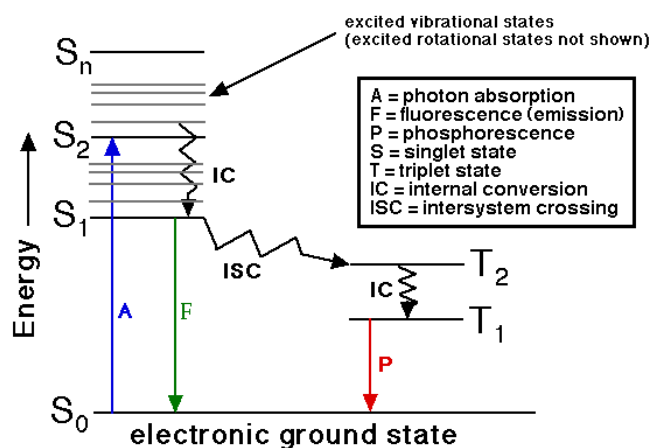 excited vibrational states
(excited rotational states not shown)
Sn
A = photon absorption
F = fluorescence (emission)
P = phosphorescence
S = singlet state
T = triplet state
IC = internal conversion
ISC = intersystem crossing
S2
IC
S1
ISC
T2
IC
T1
Energy
A
F
P
S0
electronic ground state